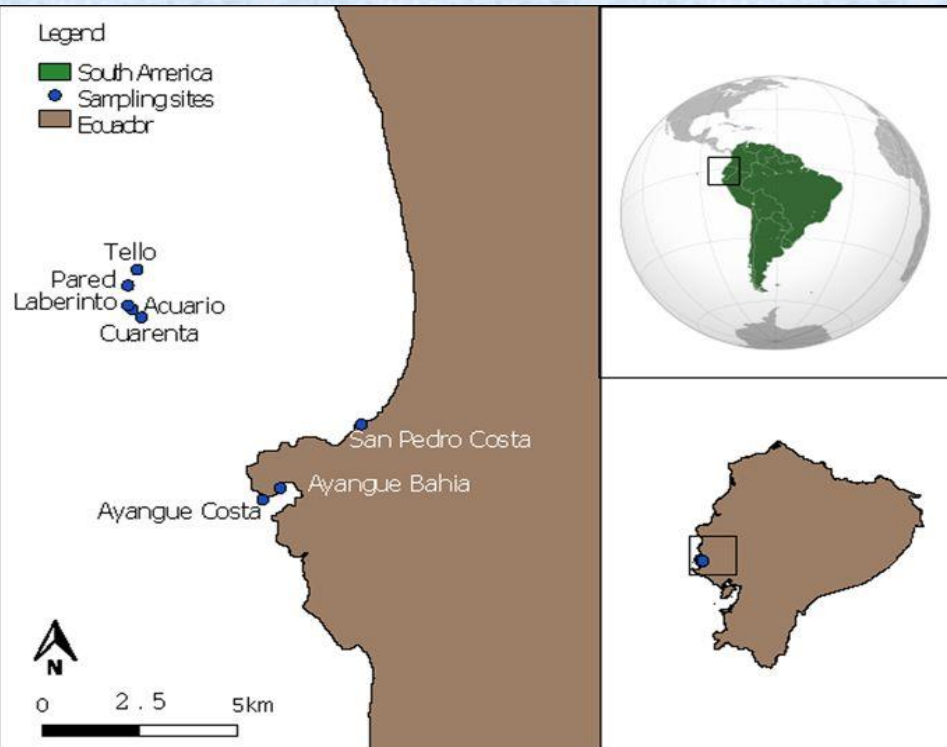 Legend
South America
Sampling sites
Ecuador
Tello
Pared
Laberinto
Acuario
Cuarenta
San Pedro Costa
Ayangue Bahia
Ayangue Costa
N
0 2.5 5km